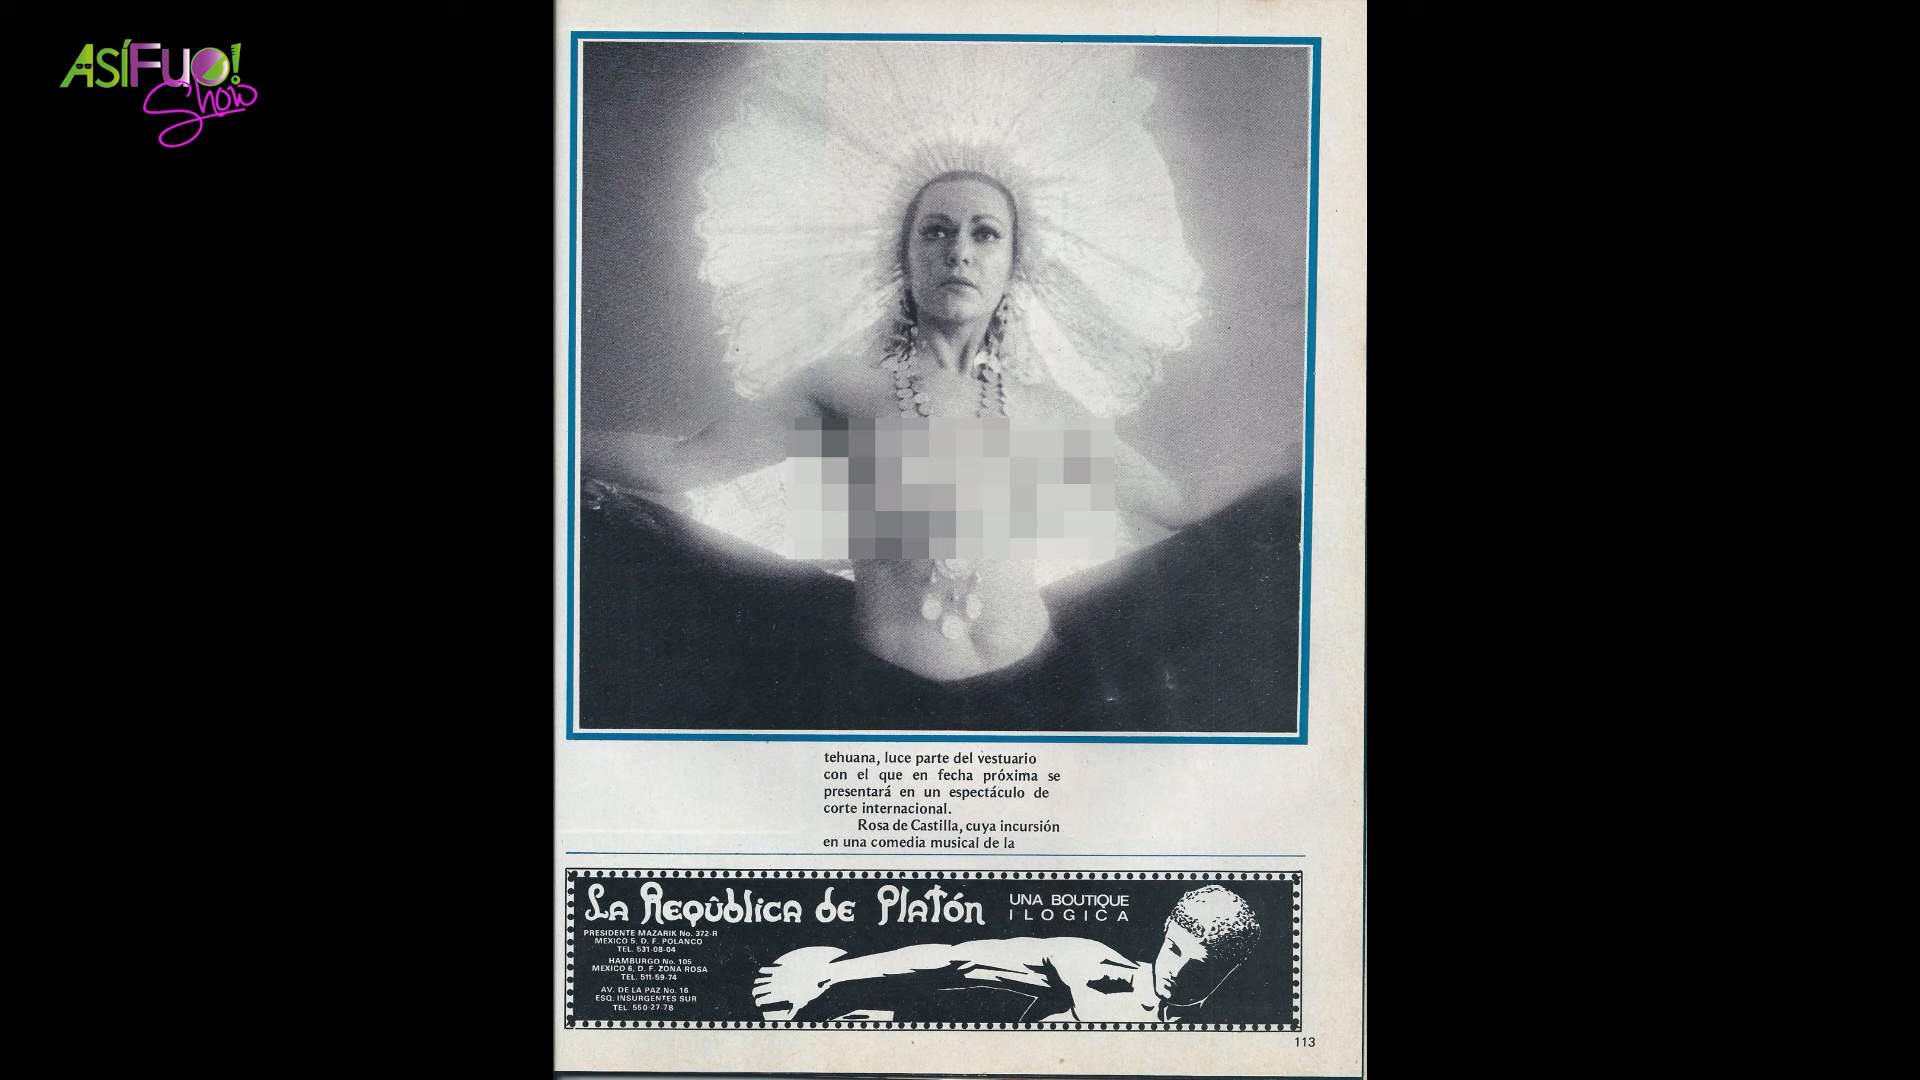 ASÍFUE!
Show
tehuana, luce parte del vestuario
con el que en fecha próxima se
presentará en un espectáculo de
corte internacional.
Rosa de Castilla, cuya incursión
en una comedia musical de la
La República de Platón
UNA BOUTIQUE
ILOGICA
PRESIDENTE MAZARIK No. 372-R
MEXICO 5, D. F. POLANCO
TEL. 531-08-04
HAMBURGO No. 105
MEXICO 6, D. F. ZONA ROSA
TEL. 511-59-74
AV. DE LA PAZ No. 16
ESQ. INSURGENTES SUR
TEL. 550-27-78
113